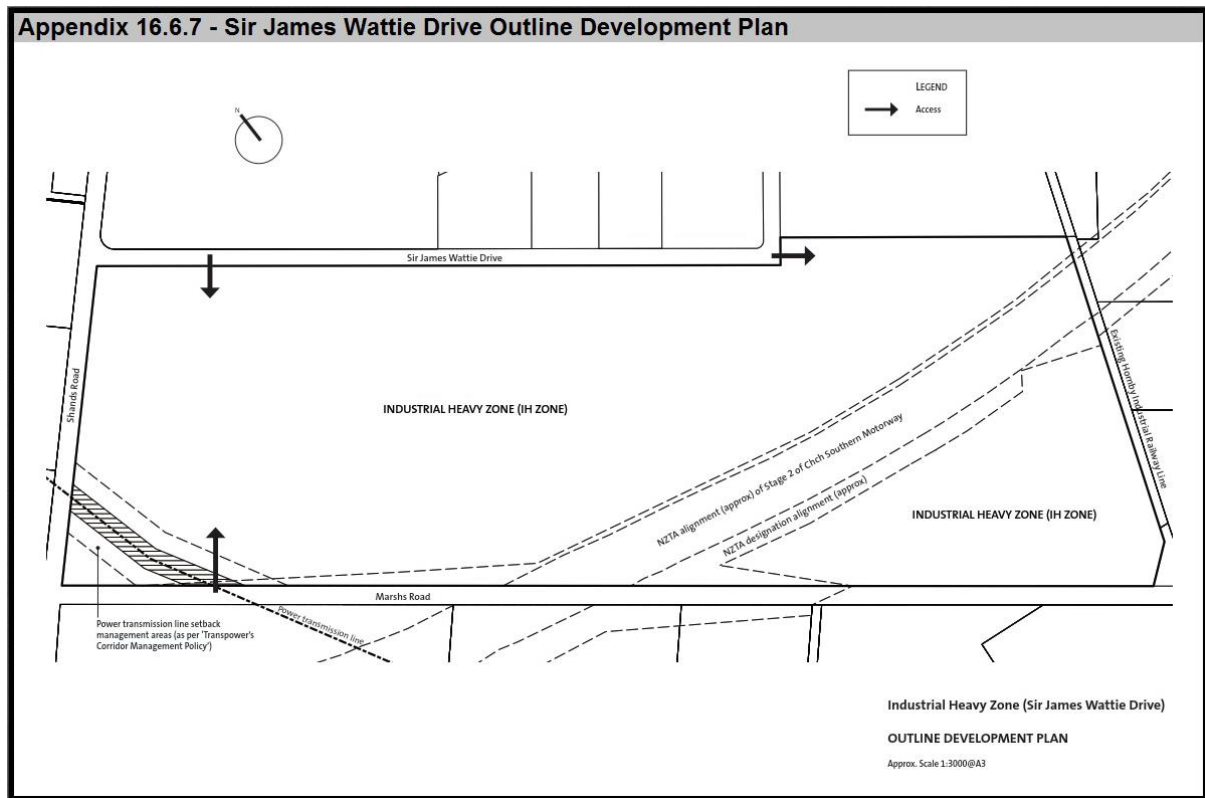 Appendix 16.6.7 - Sir James Wattie Drive Outline Development Plan
LEGEND
Access
N
Sir James Wattie Drive
Shands Road
Existing Hornby Industrial Railway Line
INDUSTRIAL HEAVY ZONE (IH ZONE)
NZTA alignment (approx) of Stage 2 of Chch Southern Motorway
NZTA designation alignment (approx)
INDUSTRIAL HEAVY ZONE (IH ZONE)
Marshs Road
Power transmission line
Power transmission line setback
management areas (as per 'Transpower's
Corridor Management Policy')
Industrial Heavy Zone (Sir James Wattie Drive)
OUTLINE DEVELOPMENT PLAN
Approx. Scale 1:3000@A3